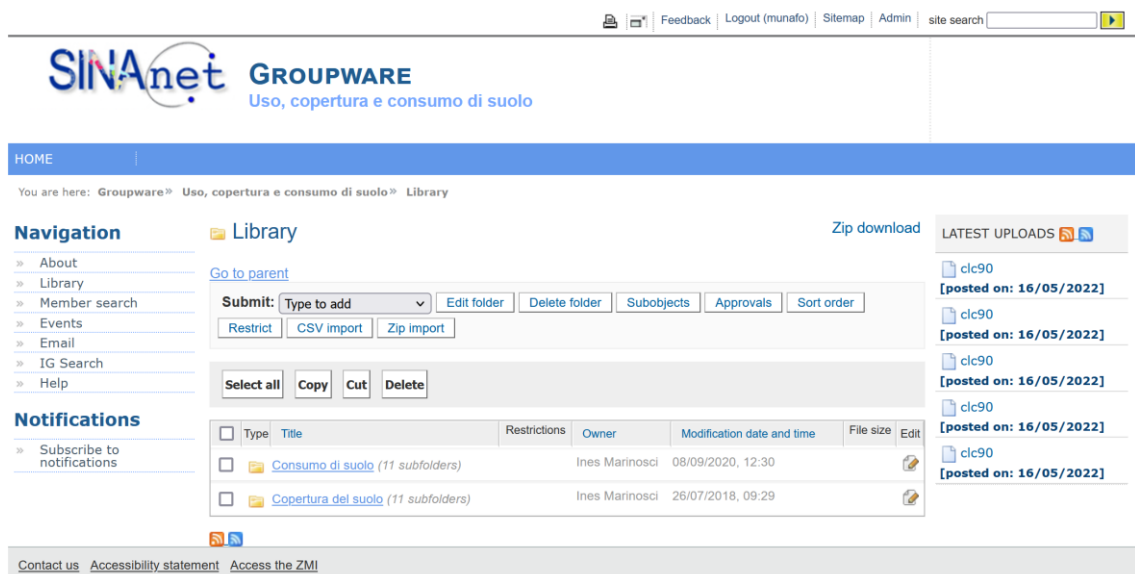 Feedback Logout (munafo) Sitemap Admin site search
SINAnet GROUPWARE
Uso, copertura e consumo di suolo
HOME
You are here: Groupware» Uso, copertura e consumo di suolo» Library
Navigation
» About
» Library
» Member search
» Events
» Email
» IG Search
» Help
Notifications
» Subscribe to
notifications
Library
Zip download
Go to parent
Submit: Type to add Edit folder Delete folder Subobjects Approvals Sort order
Restrict CSV import Zip import
Select all Copy Cut Delete
Type Title Restrictions Owner Modification date and time File size Edit
Consumo di suolo (11 subfolders) Ines Marinosci 08/09/2020, 12:30
Copertura del suolo (11 subfolders) Ines Marinosci 26/07/2018, 09:29
LATEST UPLOADS
clc90
[posted on: 16/05/2022]
clc90
[posted on: 16/05/2022]
clc90
[posted on: 16/05/2022]
clc90
[posted on: 16/05/2022]
clc90
[posted on: 16/05/2022]
Contact us Accessibility statement Access the ZMI